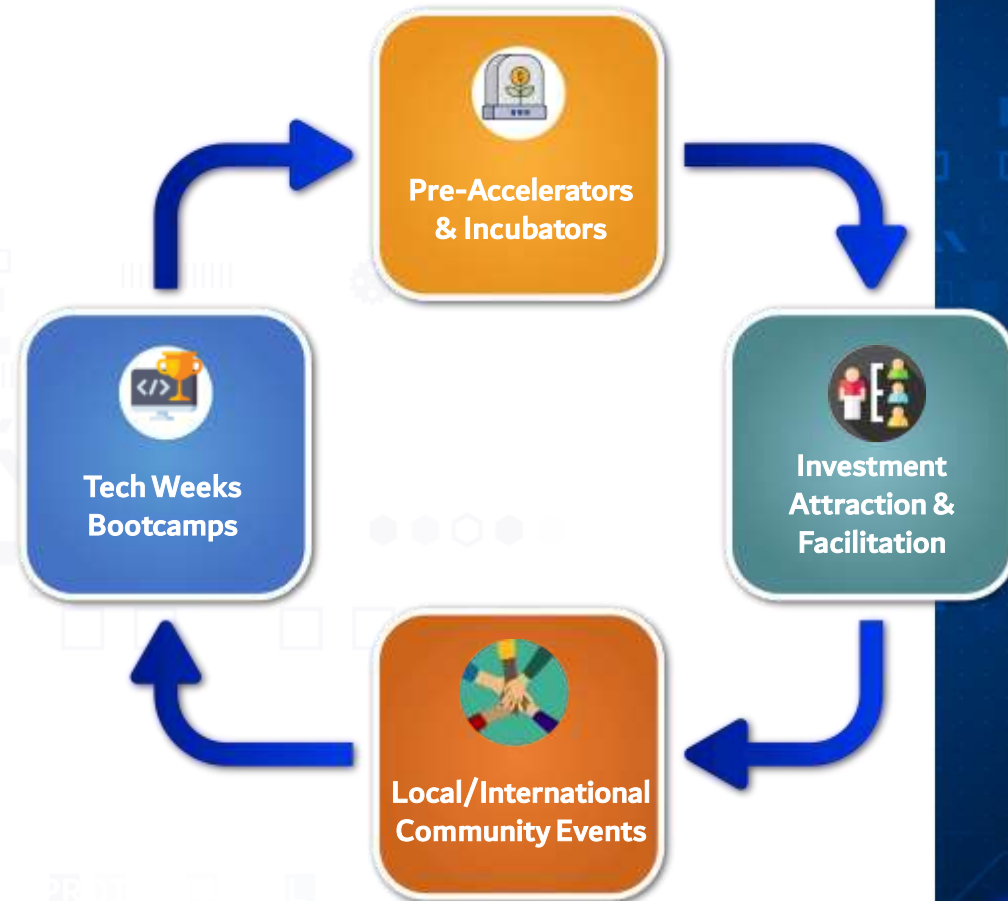 Pre-Accelerators
& Incubators
Tech Weeks
Bootcamps
</>
Investment
Attraction &
Facilitation
Local/International
Community Events